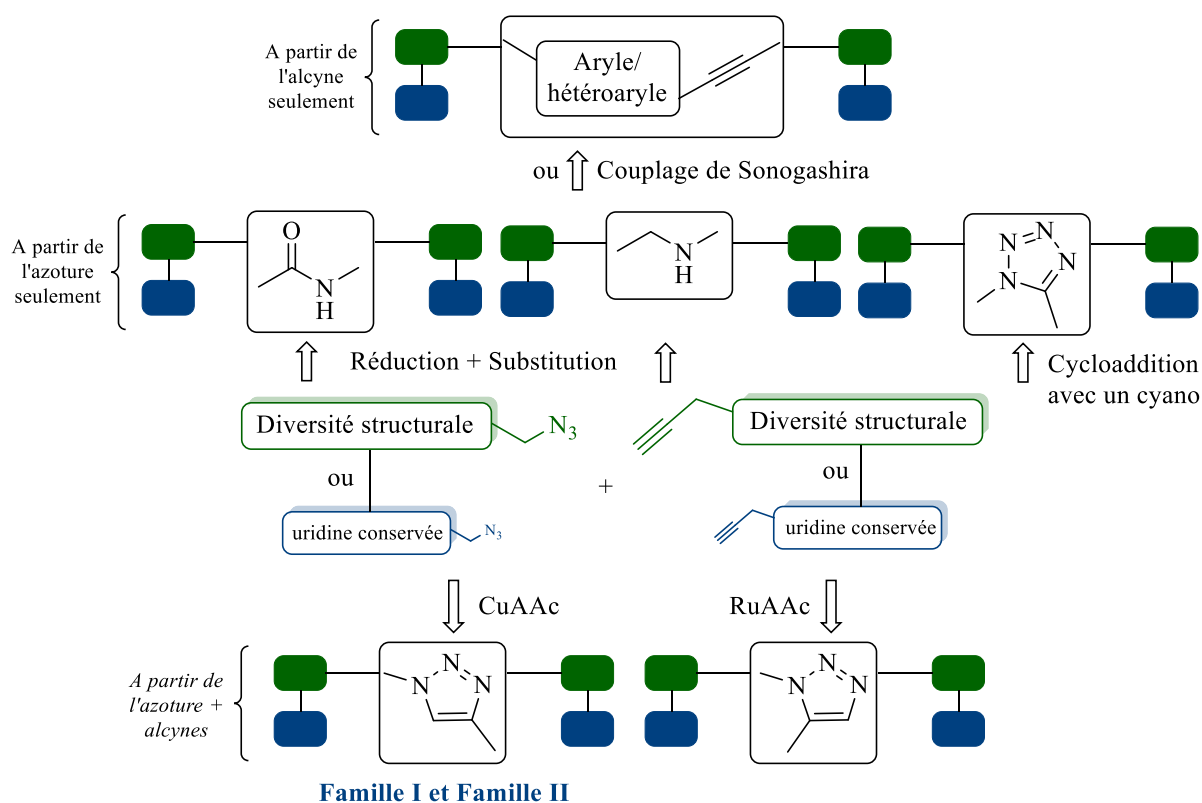 A partir de
l'alcyne
seulement
Aryle/
hétéroaryle
ou
Couplage de Sonogashira
A partir de
l'azoture
seulement
O
N
H
N
H
N
N
N
N
Réduction + Substitution
Cycloaddition
avec un cyano
Diversité structurale
N3
Diversité structurale
ou
ou
+
uridine conservée
N3
uridine conservée
CuAAc
RuAAc
A partir de
l'azoture +
alcynes
N
N
N
N
N
N
Famille I et Famille II